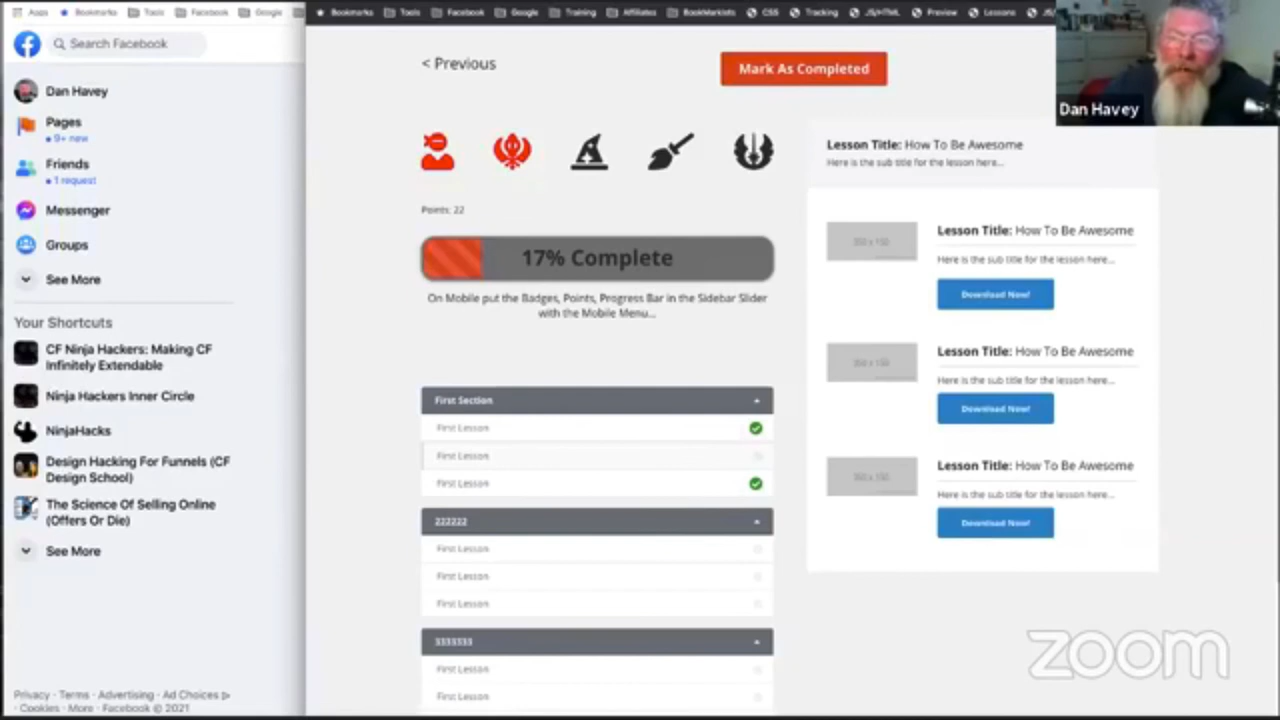 Apps Bookmarks Tools Facebook Google
Bookmarks Tools Facebook Google Training Affiliates BookMarklets CSS Tracking JS/HTML Preview Lessons
Search Facebook
Dan Havey
Pages
9+ new
Friends
1 request
Messenger
Groups
See More
Your Shortcuts
CF Ninja Hackers: Making CF
Infinitely Extendable
Ninja Hackers Inner Circle
NinjaHacks
Design Hacking For Funnels (CF
Design School)
The Science Of Selling Online
(Offers Or Die)
See More
Privacy · Terms · Advertising · Ad Choices
· Cookies · More · Facebook © 2021
< Previous
Mark As Completed
Points: 22
17% Complete
On Mobile put the Badges, Points, Progress Bar in the Sidebar Slider
with the Mobile Menu...
First Section
First Lesson
First Lesson
First Lesson
222222
First Lesson
First Lesson
First Lesson
3333333
First Lesson
First Lesson
Dan Havey
Lesson Title: How To Be Awesome
Here is the sub title for the lesson here...
350 x 150
Lesson Title: How To Be Awesome
Here is the sub title for the lesson here...
Download Now!
350 x 150
Lesson Title: How To Be Awesome
Here is the sub title for the lesson here...
Download Now!
350 x 150
Lesson Title: How To Be Awesome
Here is the sub title for the lesson here...
Download Now!
zoom